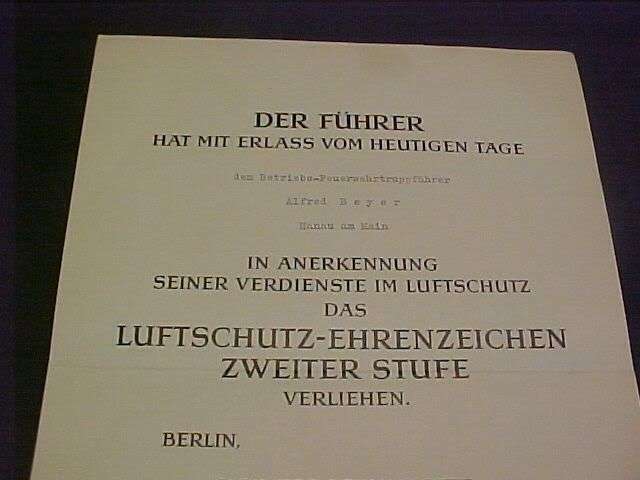 DER FÜHRER
HAT MIT ERLASS VOM HEUTIGEN TAGE
dem Betriebs-Feuerwehrtruppführer
Alfred B e y e r
Hanau am Main
IN ANERKENNUNG
SEINER VERDIENSTE IM LUFTSCHUTZ
DAS
LUFTSCHUTZ-EHRENZEICHEN
ZWEITER STUFE
VERLIEHEN.
BERLIN,